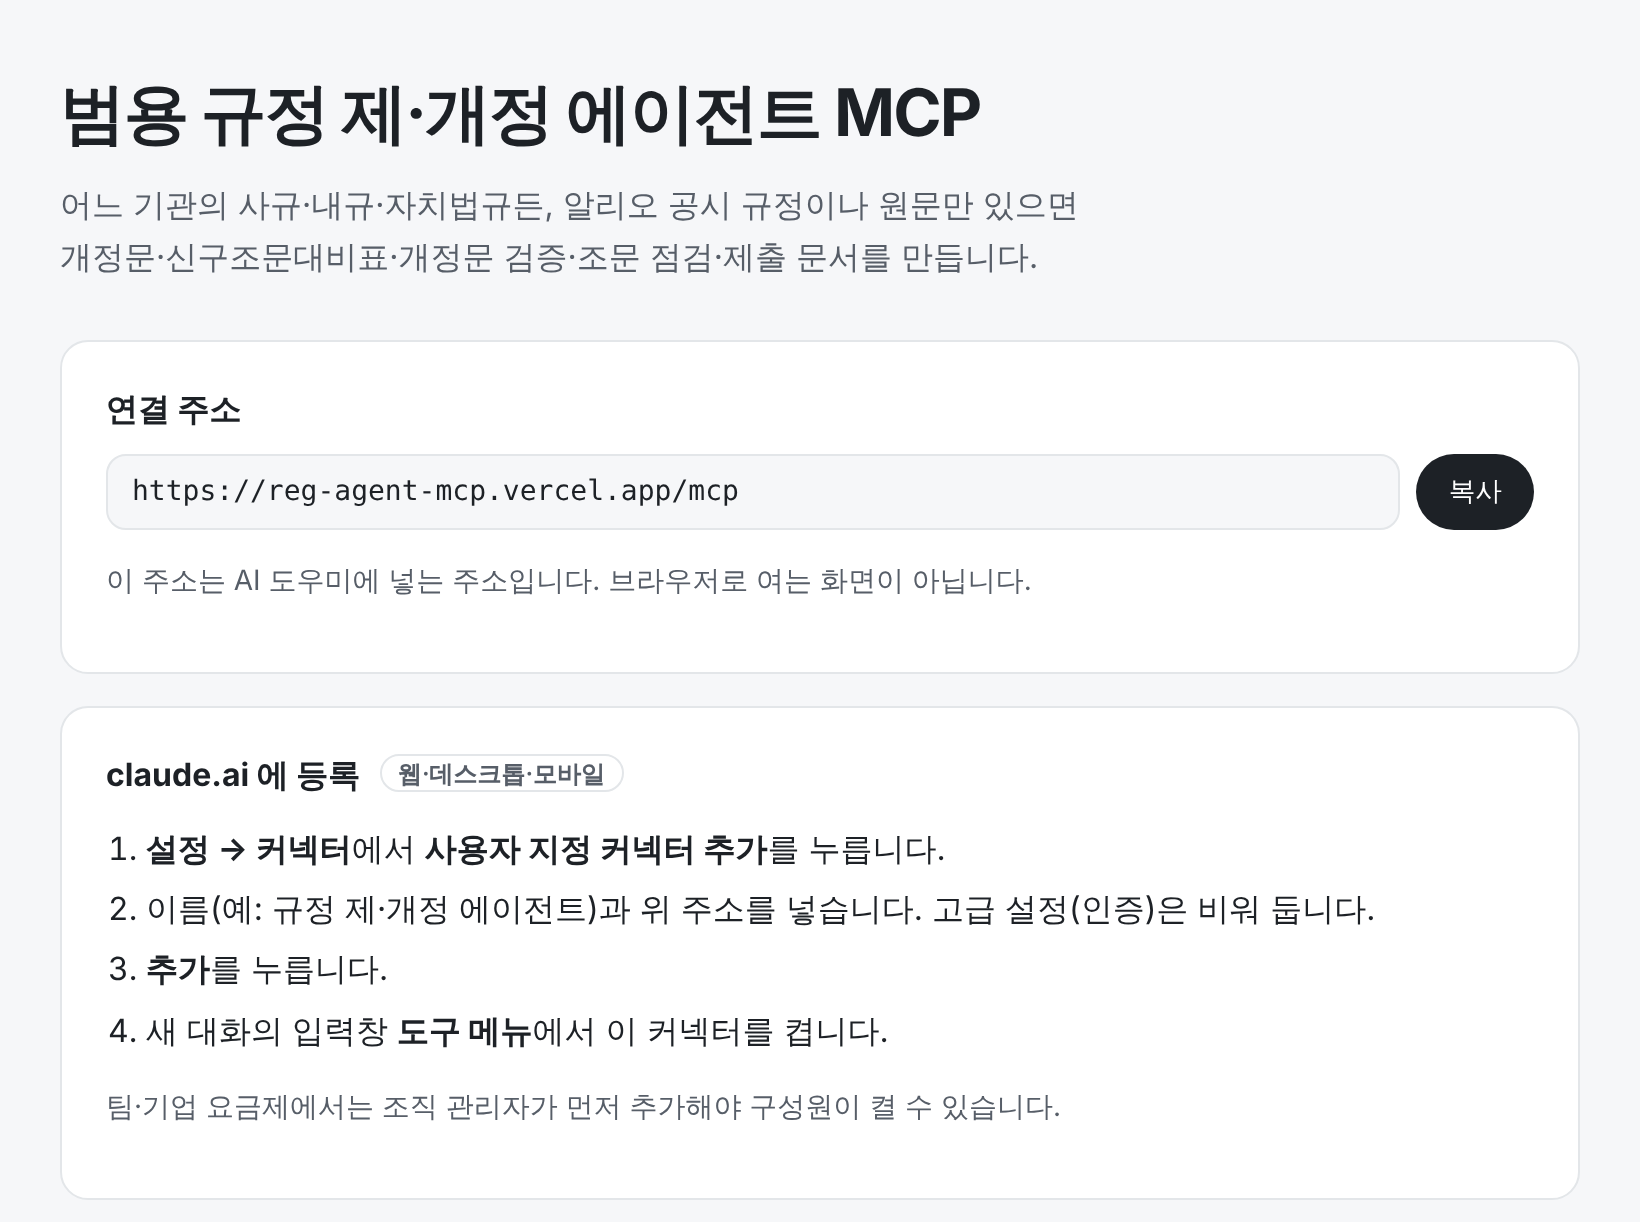 범용 규정 제·개정 에이전트 MCP
어느 기관의 사규·내규·자치법규든, 알리오 공시 규정이나 원문만 있으면
개정문·신구조문대비표·개정문 검증·조문 점검·제출 문서를 만듭니다.
연결 주소
https://reg-agent-mcp.vercel.app/mcp
복사
이 주소는 AI 도우미에 넣는 주소입니다. 브라우저로 여는 화면이 아닙니다.
claude.ai 에 등록 웹·데스크톱·모바일
1. 설정 → 커넥터에서 사용자 지정 커넥터 추가를 누릅니다.
2. 이름(예: 규정 제·개정 에이전트)과 위 주소를 넣습니다. 고급 설정(인증)은 비워 둡니다.
3. 추가를 누릅니다.
4. 새 대화의 입력창 도구 메뉴에서 이 커넥터를 켭니다.
팀·기업 요금제에서는 조직 관리자가 먼저 추가해야 구성원이 켤 수 있습니다.